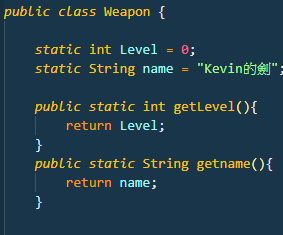 public class Weapon {
static int Level = 0;
static String name = "Kevin的劍";
public static int getLevel(){
return Level;
}
public static String getname(){
return name;
}